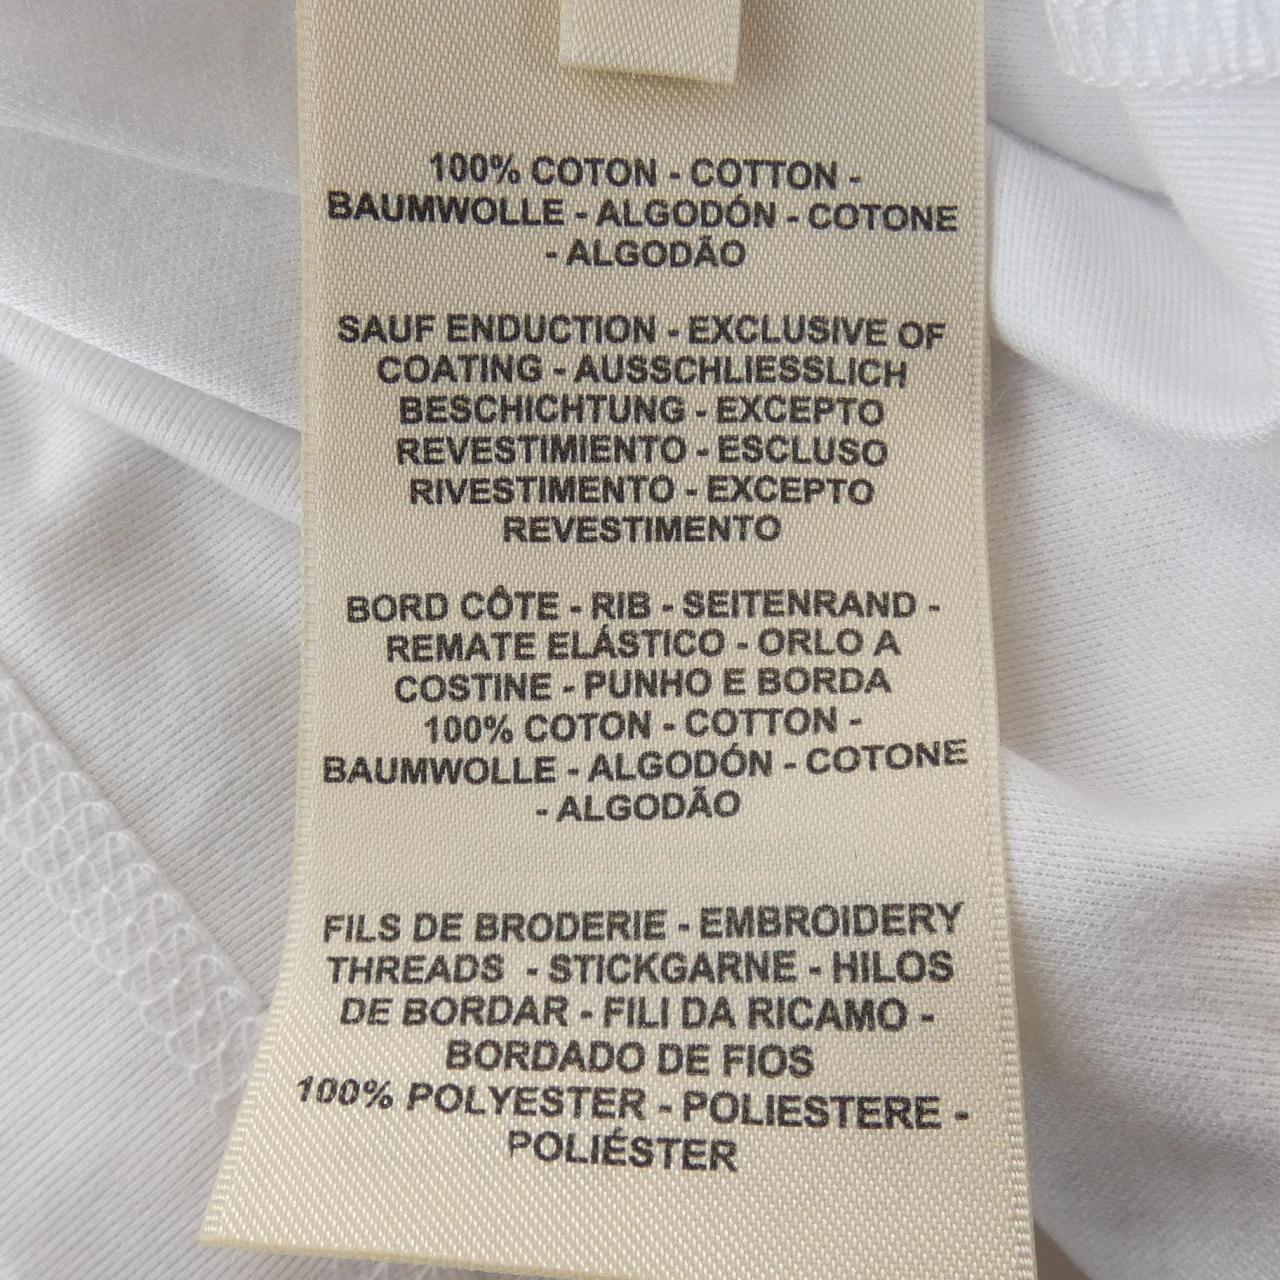 100% COTON - COTTON -
BAUMWOLLE - ALGODÓN - COTONE
- ALGODÃO
SAUF ENDUCTION - EXCLUSIVE OF
COATING - AUSSCHLIESSLICH
BESCHICHTUNG - EXCEPTO
REVESTIMIENTO - ESCLUSO
RIVESTIMENTO - EXCEPTO
REVESTIMENTO
BORD CÔTE - RIB - SEITENRAND -
REMATE ELÁSTICO - ORLO A
COSTINE - PUNHO E BORDA
100% COTON - COTTON -
BAUMWOLLE - ALGODÓN - COTONE
- ALGODÃO
FILS DE BRODERIE - EMBROIDERY
THREADS - STICKGARNE - HILOS
DE BORDAR - FILI DA RICAMO -
BORDADO DE FIOS
100% POLYESTER - POLIESTERE -
POLIÉSTER